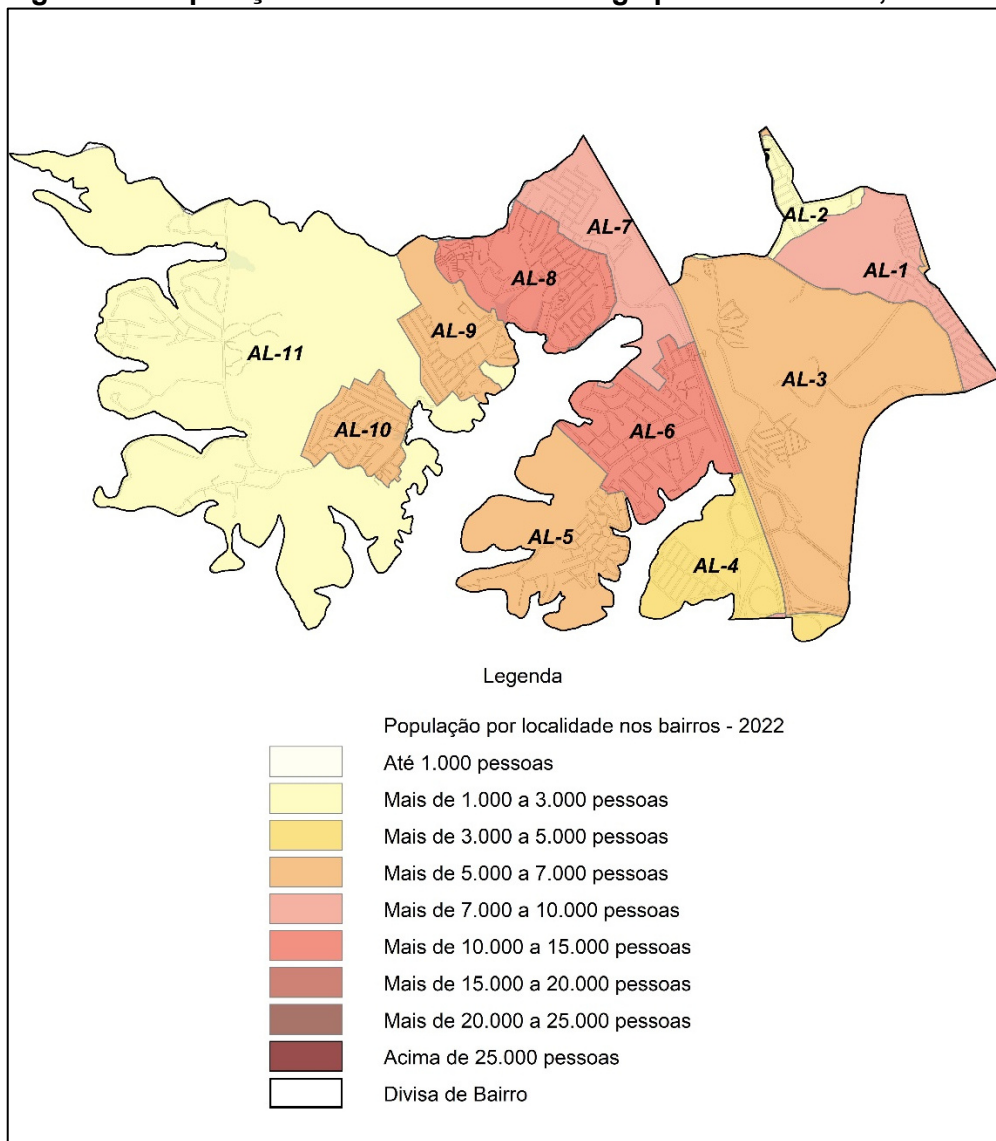 AL-2
AL-7
AL-1
AL-8
AL-9
AL-11
AL-3
AL-10
AL-6
AL-5
AL-4
Legenda
População por localidade nos bairros - 2022
Até 1.000 pessoas
Mais de 1.000 a 3.000 pessoas
Mais de 3.000 a 5.000 pessoas
Mais de 5.000 a 7.000 pessoas
Mais de 7.000 a 10.000 pessoas
Mais de 10.000 a 15.000 pessoas
Mais de 15.000 a 20.000 pessoas
Mais de 20.000 a 25.000 pessoas
Acima de 25.000 pessoas
Divisa de Bairro